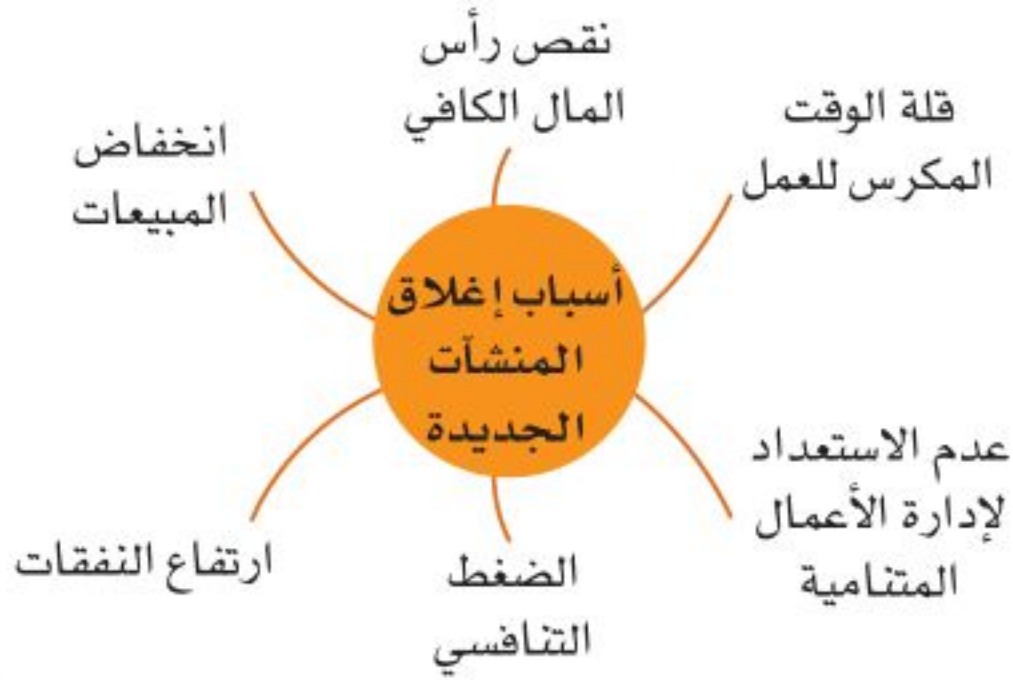 نقص رأس
المال الكافي
قلة الوقت
المكرس للعمل
انخفاض
المبيعات
أسباب إغلاق
المنشآت
الجديدة
عدم الاستعداد
لإدارة الأعمال
المتنامية
الضغط
التنافسي
ارتفاع النفقات